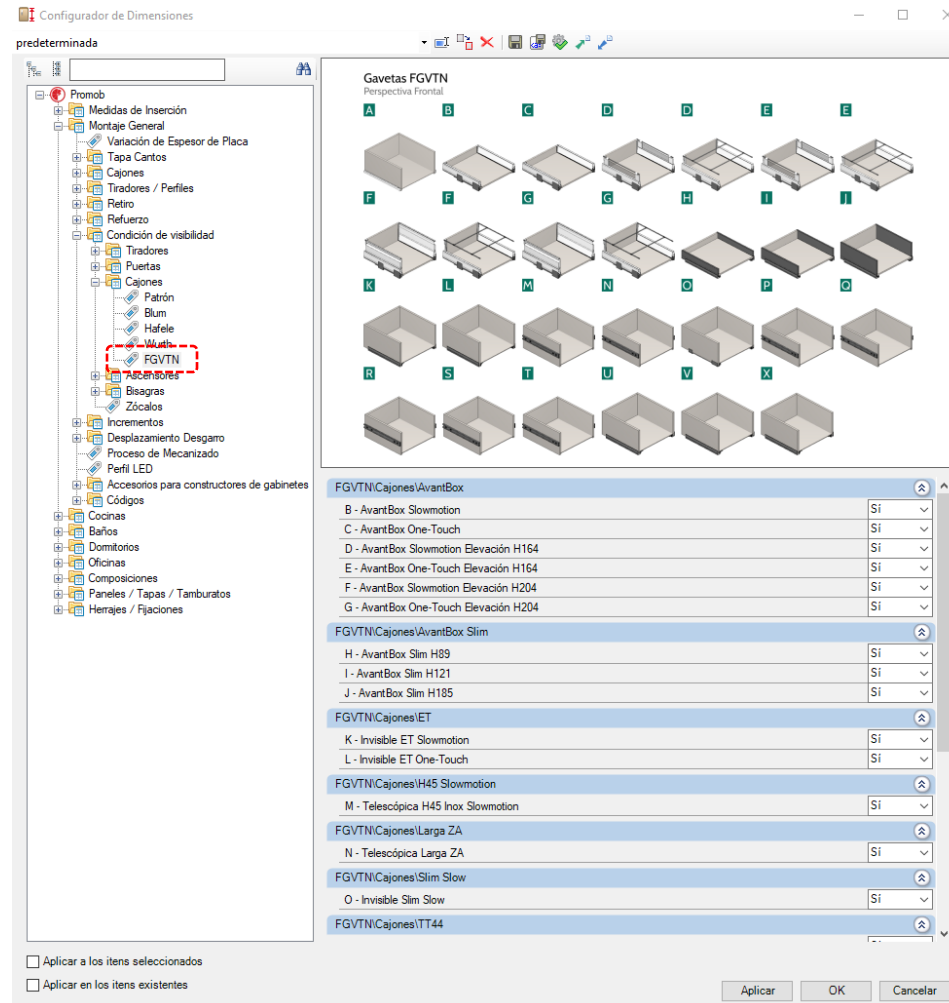 Configurador de Dimensiones
predeterminada
Promob
Medidas de Inserción
Montaje General
Variación de Espesor de Placa
Tapa Cantos
Cajones
Tiradores / Perfiles
Retiro
Refuerzo
Condición de visibilidad
Tiradores
Puertas
Cajones
Patrón
Blum
Hafele
Wurth
FGVTN
Ascensores
Bisagras
Zócalos
Incrementos
Desplazamiento Desgarro
Proceso de Mecanizado
Perfil LED
Accesorios para constructores de gabinetes
Códigos
Cocinas
Baños
Dormitorios
Oficinas
Composiciones
Paneles / Tapas / Tamburatos
Herrajes / Fijaciones
Gavetas FGVTN
Perspectiva Frontal
A B C D D E E
F F G G H I J
K L M N O P Q
R S T U V X
FGVTN\Cajones\AvantBox
B - AvantBox Slowmotion Sí
C - AvantBox One-Touch Sí
D - AvantBox Slowmotion Elevación H164 Sí
E - AvantBox One-Touch Elevación H164 Sí
F - AvantBox Slowmotion Elevación H204 Sí
G - AvantBox One-Touch Elevación H204 Sí
FGVTN\Cajones\AvantBox Slim
H - AvantBox Slim H89 Sí
I - AvantBox Slim H121 Sí
J - AvantBox Slim H185 Sí
FGVTN\Cajones\ET
K - Invisible ET Slowmotion Sí
L - Invisible ET One-Touch Sí
FGVTN\Cajones\H45 Slowmotion
M - Telescópica H45 Inox Slowmotion Sí
FGVTN\Cajones\Larga ZA
N - Telescópica Larga ZA Sí
FGVTN\Cajones\Slim Slow
O - Invisible Slim Slow Sí
FGVTN\Cajones\TT44
Aplicar a los itens seleccionados
Aplicar en los itens existentes
Aplicar OK Cancelar